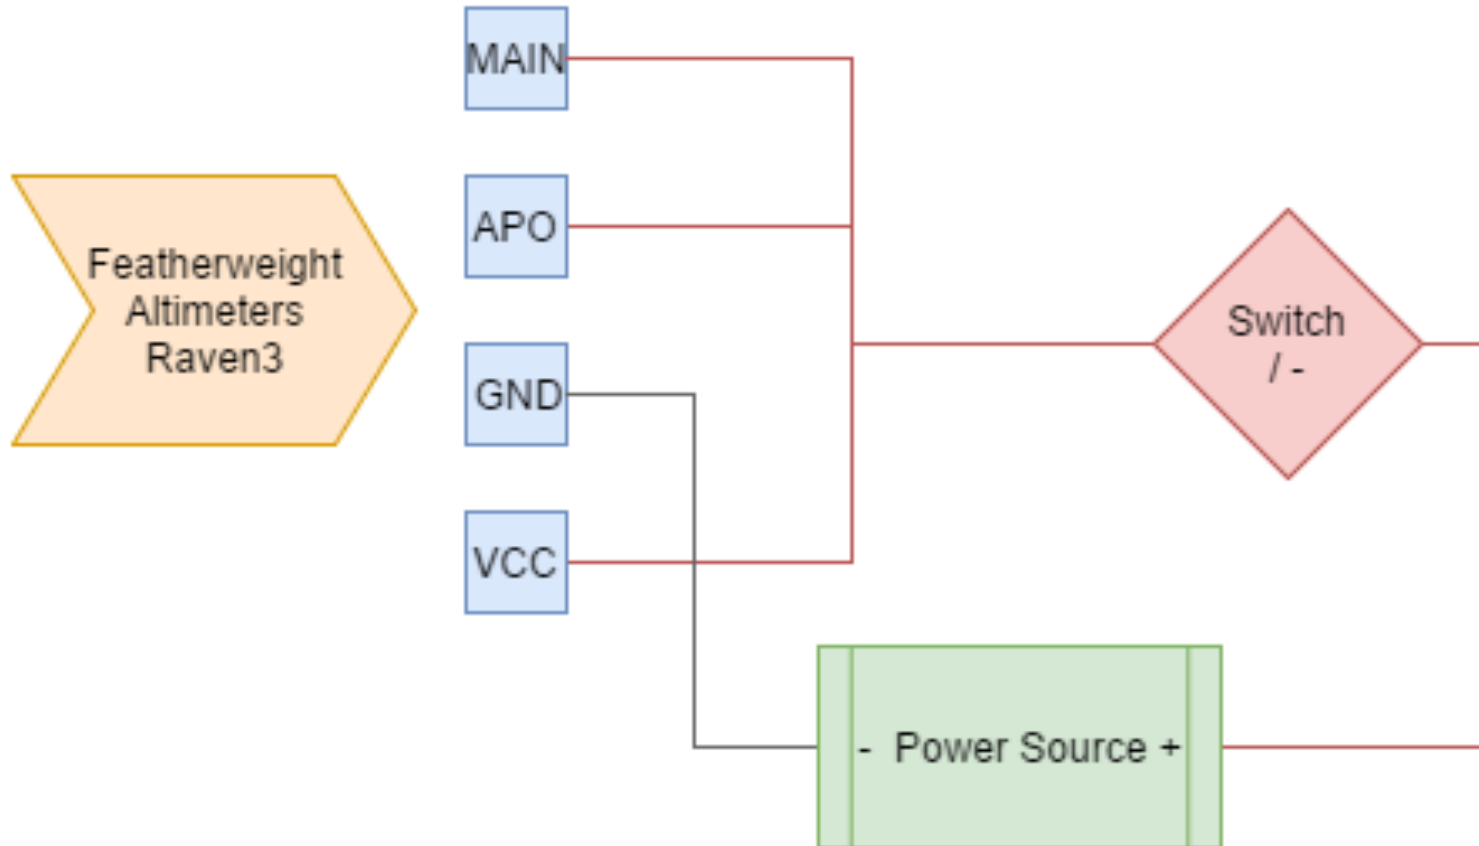 MAIN
APO
Featherweight
Altimeters
Raven3
GND
VCC
Switch
/ -
- Power Source +